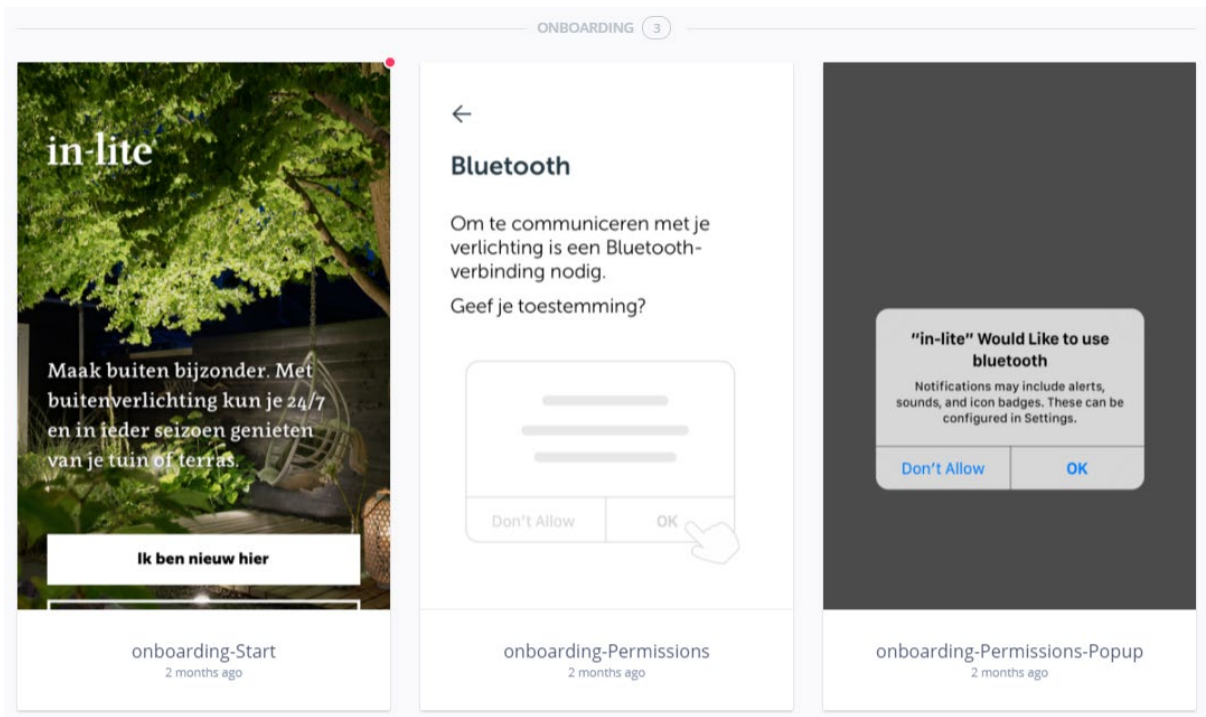 ONBOARDING 3
in-lite
Maak buiten bijzonder. Met
buitenverlichting kun je 24/7
en in ieder seizoen genieten
van je tuin of terras.
Ik ben nieuw hier
onboarding-Start
2 months ago
Bluetooth
Om te communiceren met je
verlichting is een Bluetooth-
verbinding nodig.
Geef je toestemming?
Don't Allow
OK
onboarding-Permissions
2 months ago
“in-lite” Would Like to use
bluetooth
Notifications may include alerts,
sounds, and icon badges. These can be
configured in Settings.
Don't Allow
OK
onboarding-Permissions-Popup
2 months ago